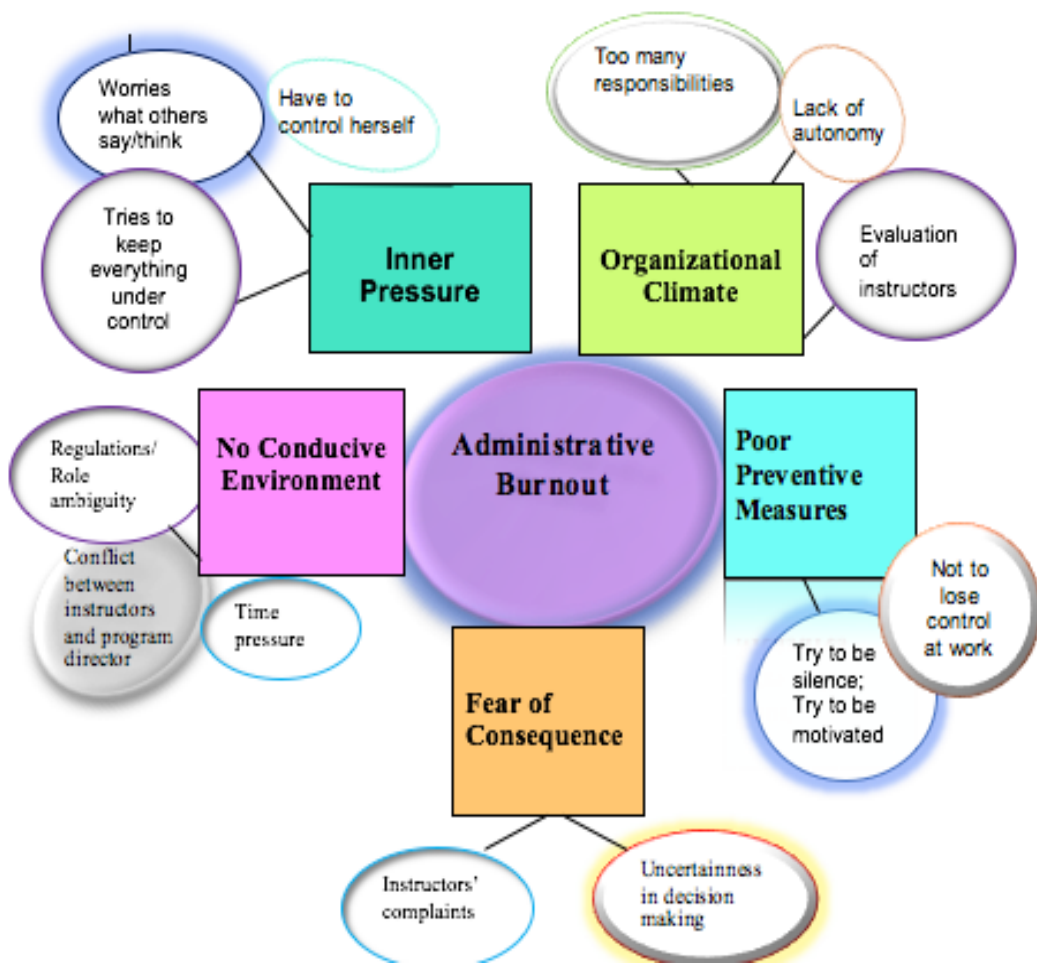 Worries
what others
say/think
Have to
control herself
Too many
responsibilities
Lack of
autonomy
Tries to
keep
everything
under
control
Inner
Pressure
Organizational
Climate
Evaluation
of
instructors
Regulations/
Role
ambiguity
No Conducive
Environment
Administrative
Burnout
Poor
Preventive
Measures
Conflict
between
instructors
and program
director
Time
pressure
Not to
lose
control
at work
Try to be
silence;
Try to be
motivated
Fear of
Consequence
Instructors'
complaints
Uncertainness
in decision
making